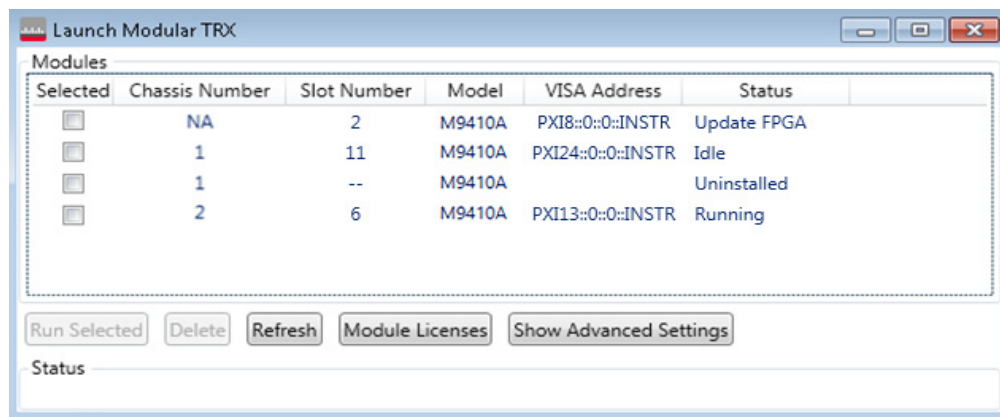 Launch Modular TRX
Modules
Selected Chassis Number Slot Number Model VISA Address Status
NA 2 M9410A PXI8::0::0::INSTR Update FPGA
1 11 M9410A PXI24::0::0::INSTR Idle
1 -- M9410A Uninstalled
2 6 M9410A PXI13::0::0::INSTR Running
Run Selected Delete Refresh Module Licenses Show Advanced Settings
Status